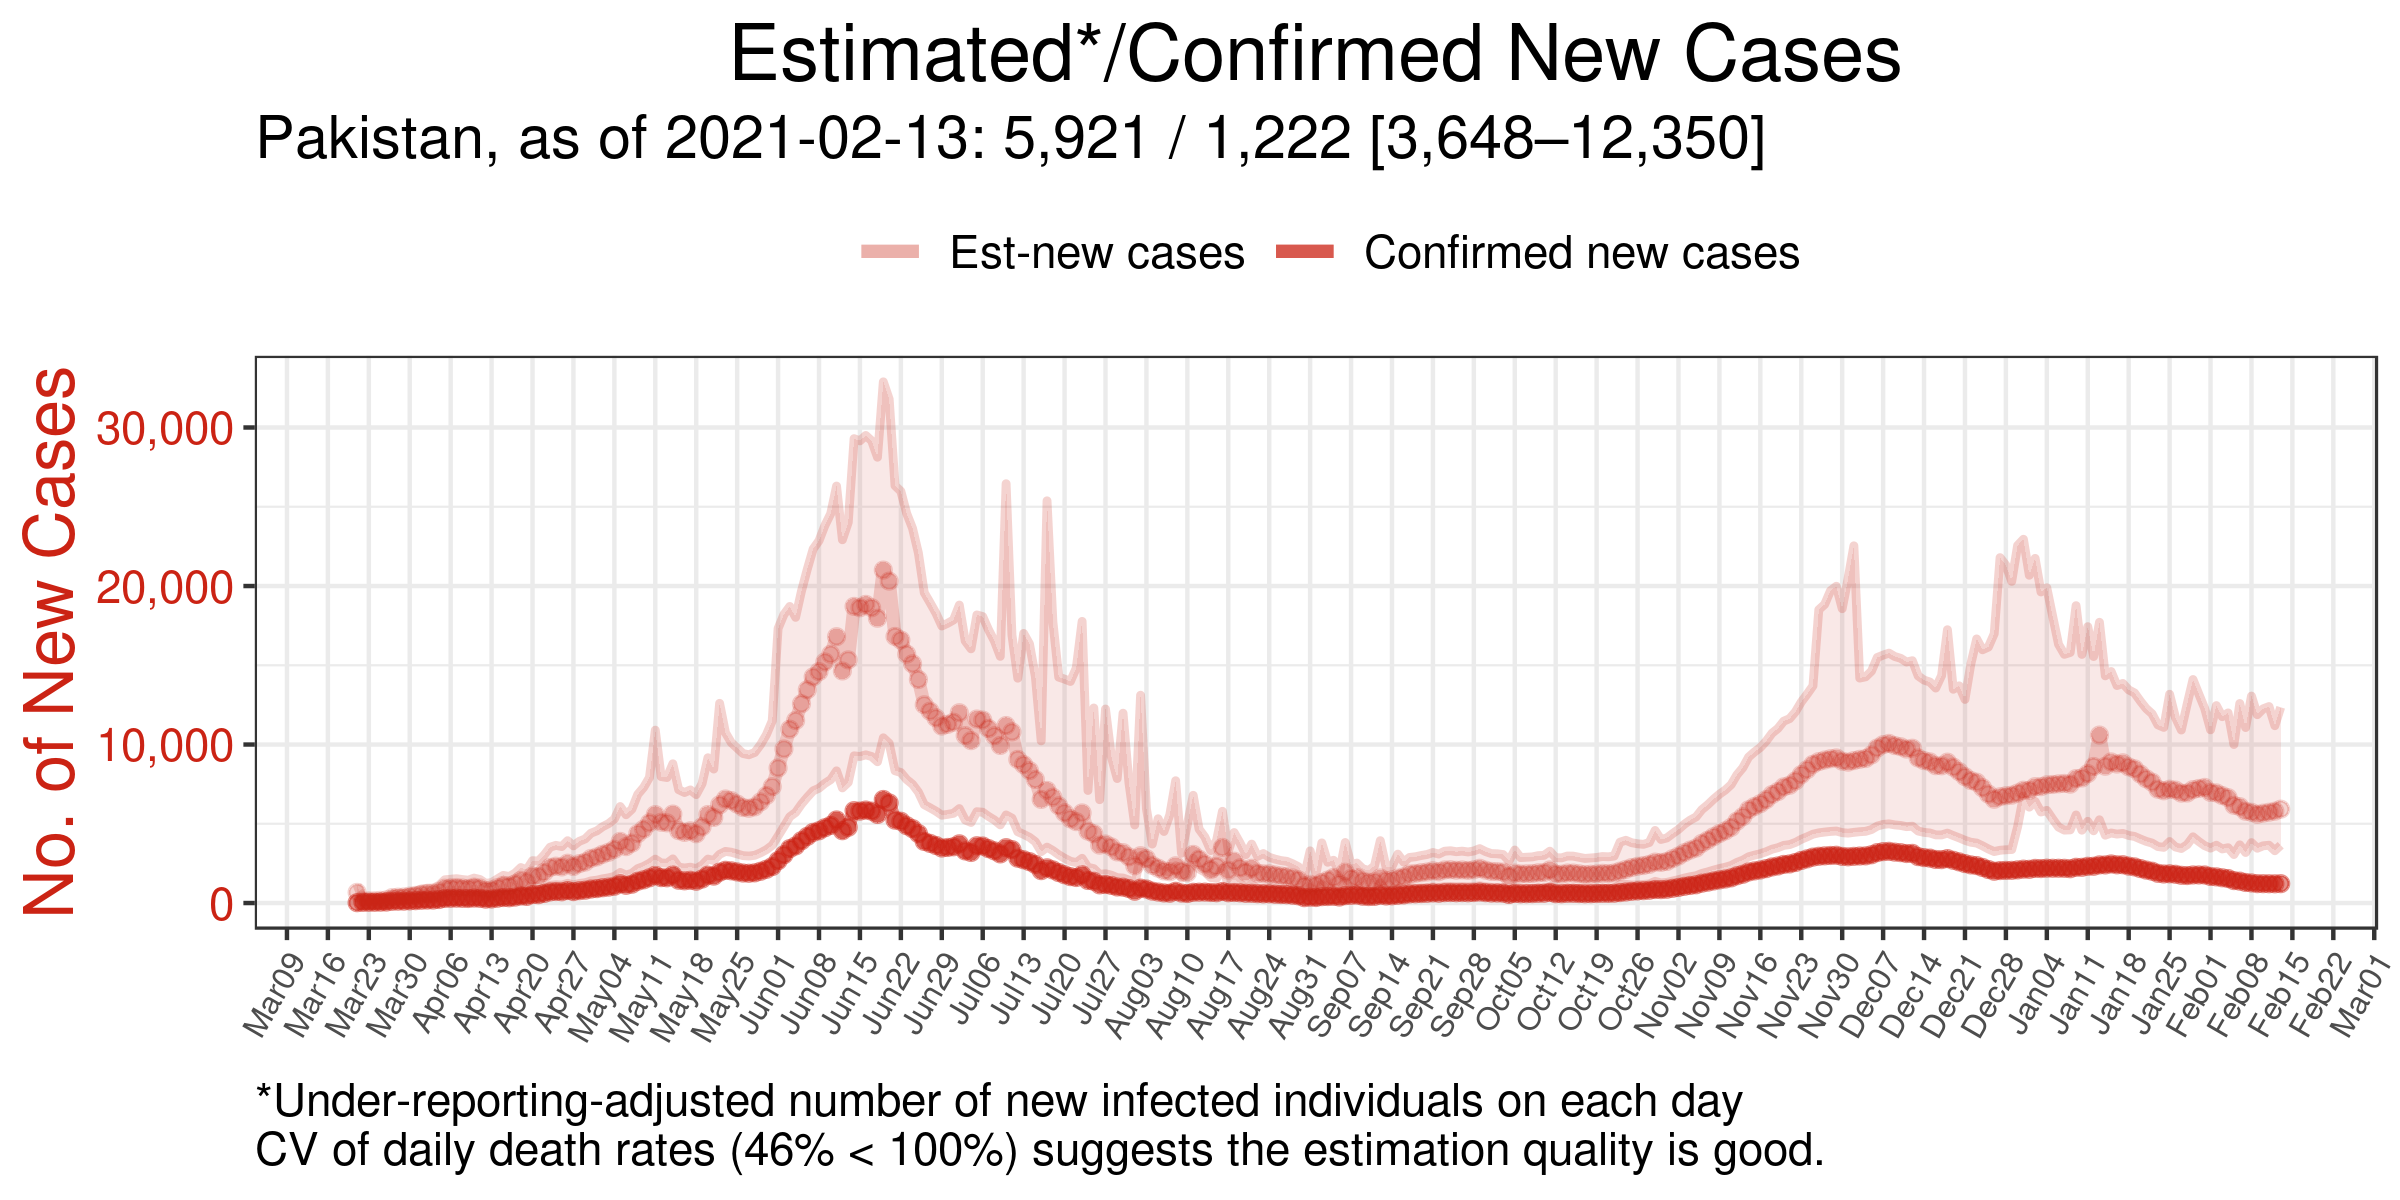 Estimated*/Confirmed New Cases
Pakistan, as of 2021-02-13: 5,921 / 1,222 [3,648–12,350]
Est-new cases Confirmed new cases
No. of New Cases
30,000
20,000
10,000
0
Mar09 Mar16 Mar23 Mar30 Apr06 Apr13 Apr20 Apr27 May04 May11 May18 May25 Jun01 Jun08 Jun15 Jun22 Jun29 Jul06 Jul13 Jul20 Jul27 Aug03 Aug10 Aug17 Aug24 Aug31 Sep07 Sep14 Sep21 Sep28 Oct05 Oct12 Oct19 Oct26 Nov02 Nov09 Nov16 Nov23 Nov30 Dec07 Dec14 Dec21 Dec28 Jan04 Jan11 Jan18 Jan25 Feb01 Feb08 Feb15 Feb22 Mar01
*Under-reporting-adjusted number of new infected individuals on each day
CV of daily death rates (46% < 100%) suggests the estimation quality is good.